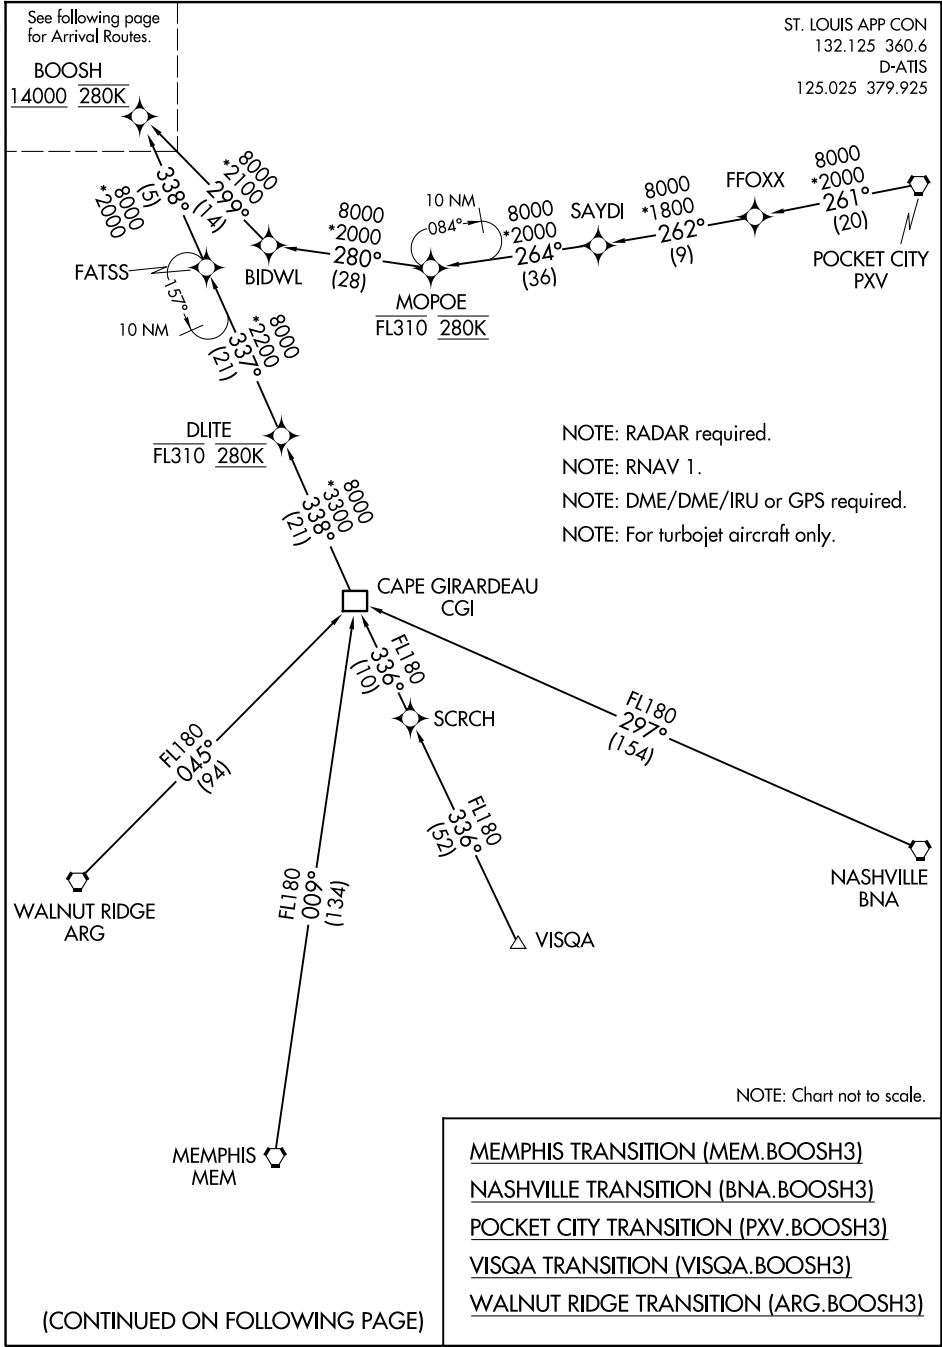 See following page
for Arrival Routes.
ST. LOUIS APP CON
132.125 360.6
D-ATIS
125.025 379.925
BOOSH
14000 280K
338°
(5)
8000
*2000
8000
*2100
299°
(14)
BIDWL
8000
*2000
280°
(28)
10 NM
084°
MOPOE
FL310 280K
8000
*2000
264°
(36)
SAYDI
8000
*1800
262°
(9)
FFOXX
8000
*2000
261°
(20)
POCKET CITY
PXV
FATSS
157°
10 NM
8000
*2200
337°
(21)
DLITE
FL310 280K
NOTE: RADAR required.
NOTE: RNAV 1.
NOTE: DME/DME/IRU or GPS required.
NOTE: For turbojet aircraft only.
8000
*3300
338°
(21)
CAPE GIRARDEAU
CGI
FL180
336°
(10)
SCRCH
FL180
297°
(154)
FL180
045°
(94)
FL180
336°
(52)
FL180
009°
(134)
NASHVILLE
BNA
WALNUT RIDGE
ARG
VISQA
MEMPHIS
MEM
NOTE: Chart not to scale.
MEMPHIS TRANSITION (MEM.BOOSH3)
NASHVILLE TRANSITION (BNA.BOOSH3)
POCKET CITY TRANSITION (PXV.BOOSH3)
VISQA TRANSITION (VISQA.BOOSH3)
WALNUT RIDGE TRANSITION (ARG.BOOSH3)
(CONTINUED ON FOLLOWING PAGE)